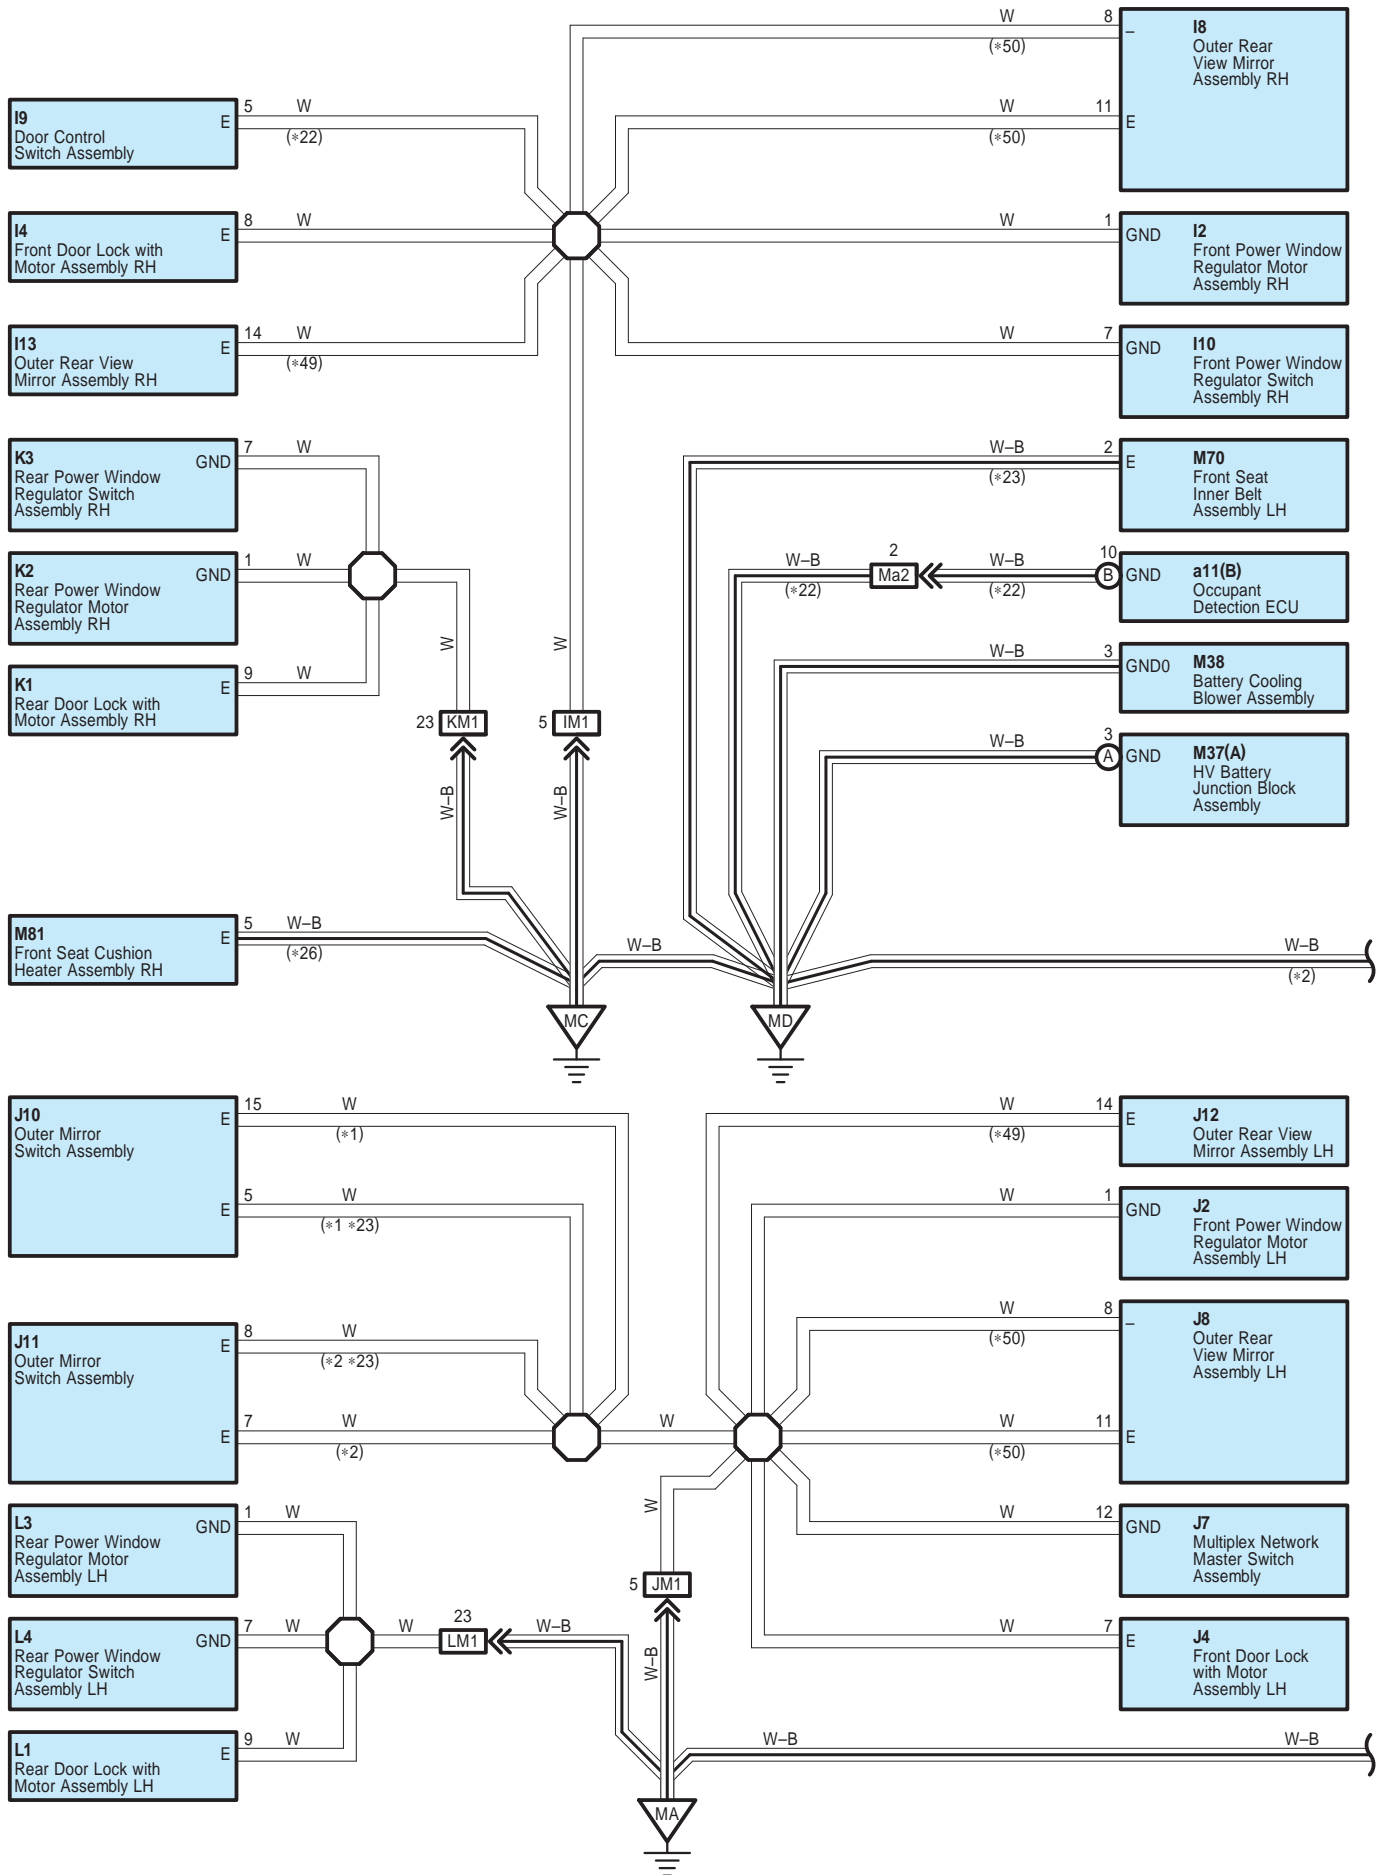 W
8
(*50)
–
I8
Outer Rear
View Mirror
Assembly RH
W
11
(*50)
E
I9
Door Control
Switch Assembly
E
5
W
(*22)
I4
Front Door Lock with
Motor Assembly RH
E
8
W
W
1
GND
I2
Front Power Window
Regulator Motor
Assembly RH
I13
Outer Rear View
Mirror Assembly RH
E
14
W
(*49)
W
7
GND
I10
Front Power Window
Regulator Switch
Assembly RH
K3
Rear Power Window
Regulator Switch
Assembly RH
GND
7
W
W–B
2
(*23)
E
M70
Front Seat
Inner Belt
Assembly LH
K2
Rear Power Window
Regulator Motor
Assembly RH
GND
1
W
W–B
(*22)
2
Ma2
W–B
(*22)
10
B
GND
a11(B)
Occupant
Detection ECU
K1
Rear Door Lock with
Motor Assembly RH
E
9
W
W
W
W–B
3
GND0
M38
Battery Cooling
Blower Assembly
23
KM1
5
IM1
W–B
3
A
GND
M37(A)
HV Battery
Junction Block
Assembly
W–B
W–B
M81
Front Seat Cushion
Heater Assembly RH
E
5
W–B
(*26)
W–B
W–B
(*2)
MC
MD
J10
Outer Mirror
Switch Assembly
E
15
W
(*1)
E
5
W
(*1 *23)
W
14
(*49)
E
J12
Outer Rear View
Mirror Assembly LH
W
1
GND
J2
Front Power Window
Regulator Motor
Assembly LH
J11
Outer Mirror
Switch Assembly
E
8
W
(*2 *23)
E
7
W
(*2)
W
W
8
(*50)
–
J8
Outer Rear
View Mirror
Assembly LH
W
11
(*50)
E
L3
Rear Power Window
Regulator Motor
Assembly LH
GND
1
W
W
W
12
GND
J7
Multiplex Network
Master Switch
Assembly
5
JM1
L4
Rear Power Window
Regulator Switch
Assembly LH
GND
7
W
W
23
LM1
W–B
W–B
W
7
E
J4
Front Door Lock
with Motor
Assembly LH
L1
Rear Door Lock with
Motor Assembly LH
E
9
W
W–B
W–B
MA